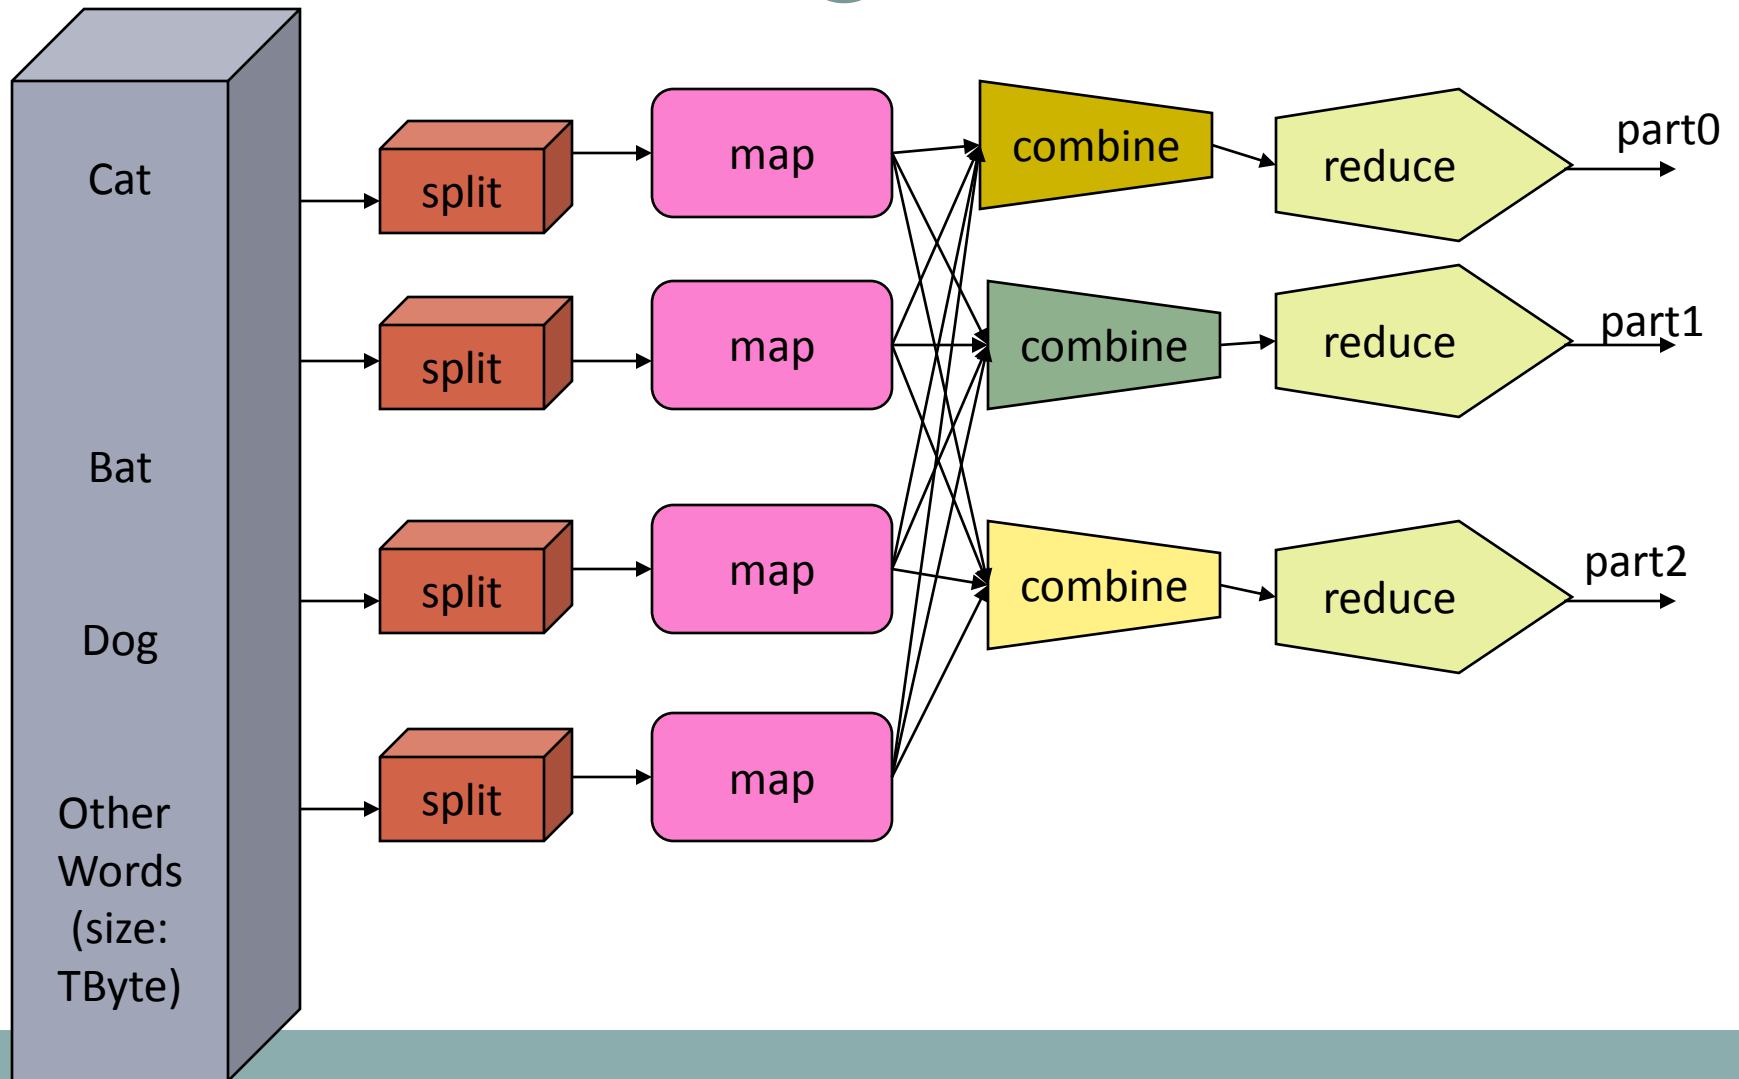 Cat
Bat
Dog
Other
Words
(size:
TByte)
split
split
split
split
map
map
map
map
combine
combine
combine
reduce
reduce
reduce
part0
part1
part2